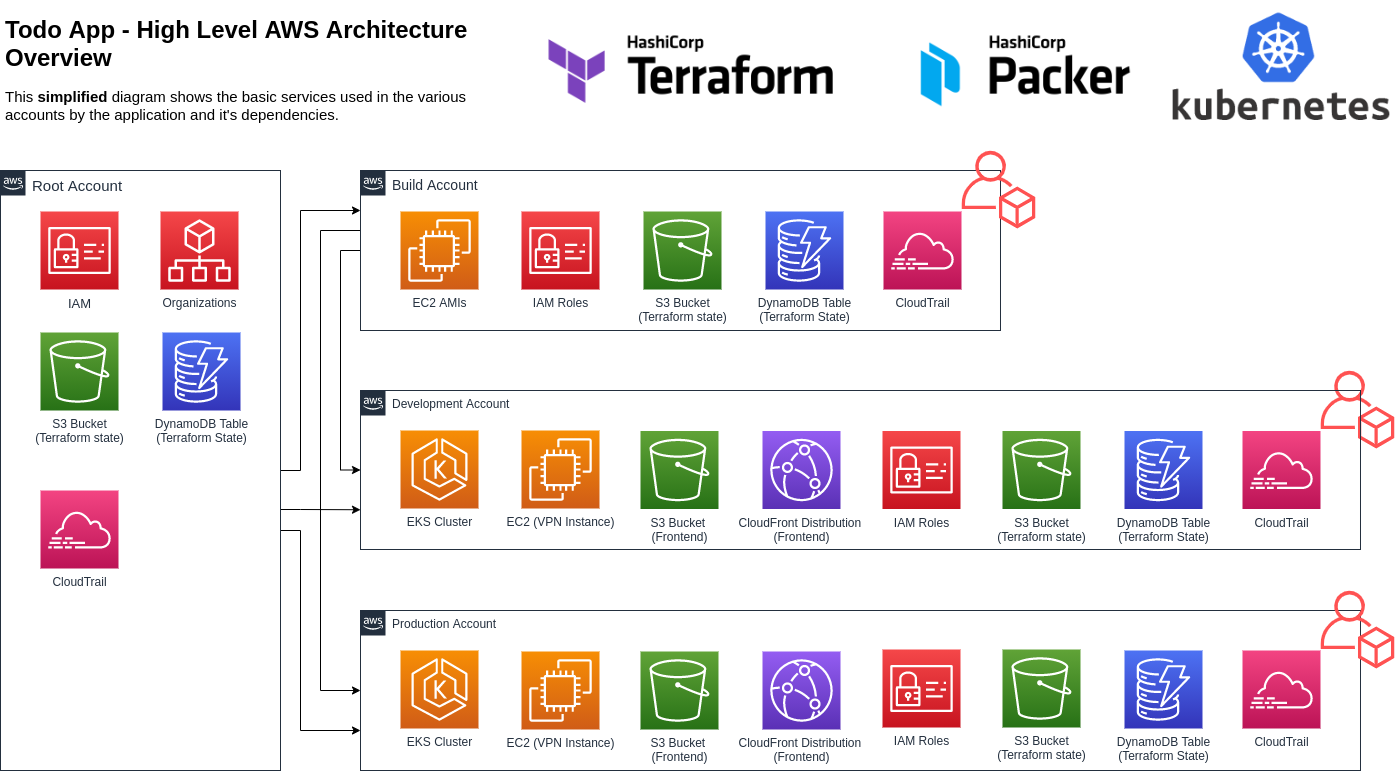 Todo App - High Level AWS Architecture
Overview
This simplified diagram shows the basic services used in the various
accounts by the application and it's dependencies.
HashiCorp
Terraform
HashiCorp
Packer
kubernetes
aws
Root Account
IAM
Organizations
S3 Bucket
(Terraform state)
DynamoDB Table
(Terraform State)
CloudTrail
aws
Build Account
EC2 AMIs
IAM Roles
S3 Bucket
(Terraform state)
DynamoDB Table
(Terraform State)
CloudTrail
aws
Development Account
K
EKS Cluster
EC2 (VPN Instance)
S3 Bucket
(Frontend)
CloudFront Distribution
(Frontend)
IAM Roles
S3 Bucket
(Terraform state)
DynamoDB Table
(Terraform State)
CloudTrail
aws
Production Account
K
EKS Cluster
EC2 (VPN Instance)
S3 Bucket
(Frontend)
CloudFront Distribution
(Frontend)
IAM Roles
S3 Bucket
(Terraform state)
DynamoDB Table
(Terraform State)
CloudTrail